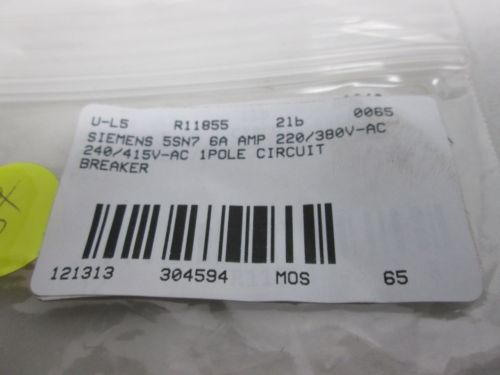 U-L5 R11855 21b 0065
SIEMENS 5SN7 6A AMP 220/380V-AC
240/415V-AC 1POLE CIRCUIT
BREAKER
121313 304594 MOS 65